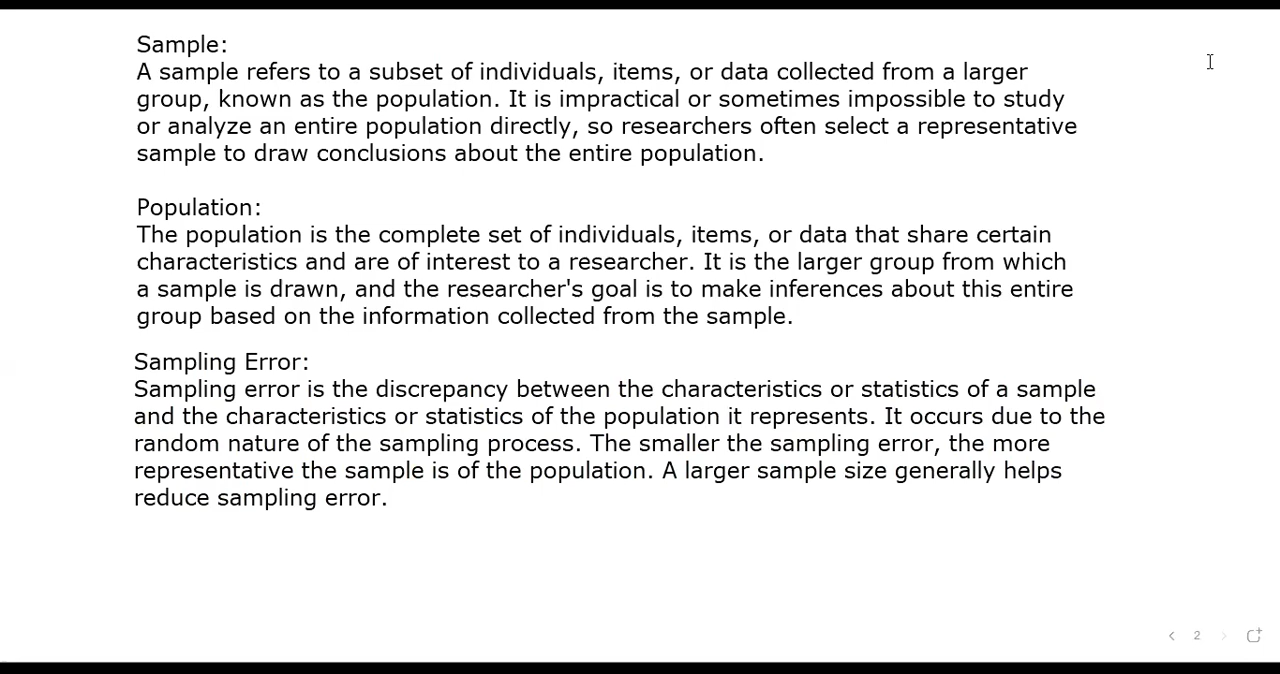 Sample:
A sample refers to a subset of individuals, items, or data collected from a larger
group, known as the population. It is impractical or sometimes impossible to study
or analyze an entire population directly, so researchers often select a representative
sample to draw conclusions about the entire population.
Population:
The population is the complete set of individuals, items, or data that share certain
characteristics and are of interest to a researcher. It is the larger group from which
a sample is drawn, and the researcher's goal is to make inferences about this entire
group based on the information collected from the sample.
Sampling Error:
Sampling error is the discrepancy between the characteristics or statistics of a sample
and the characteristics or statistics of the population it represents. It occurs due to the
random nature of the sampling process. The smaller the sampling error, the more
representative the sample is of the population. A larger sample size generally helps
reduce sampling error.
2